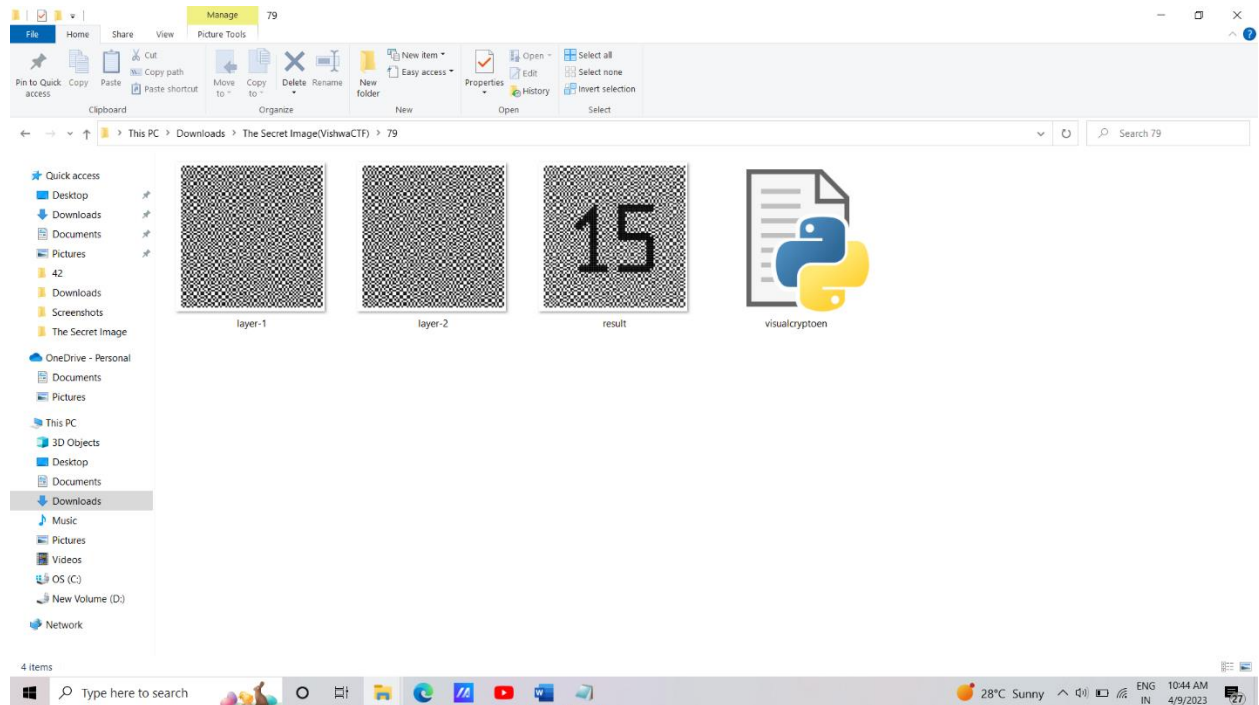 Manage 79
File Home Share View Picture Tools
Pin to Quick access
Copy
Paste
Cut
Copy path
Paste shortcut
Clipboard
Move to
Copy to
Delete
Rename
Organize
New folder
New item
Easy access
New
Properties
Open
Edit
History
Open
Select all
Select none
Invert selection
Select
This PC > Downloads > The Secret Image(VishwaCTF) > 79
Search 79
Quick access
Desktop
Downloads
Documents
Pictures
42
Downloads
Screenshots
The Secret Image
OneDrive - Personal
Documents
Pictures
This PC
3D Objects
Desktop
Documents
Downloads
Music
Pictures
Videos
OS (C:)
New Volume (D:)
Network
15
layer-1 layer-2 result visualcryptoen
4 items
Type here to search
28°C Sunny
ENG
IN
10:44 AM
4/9/2023
27